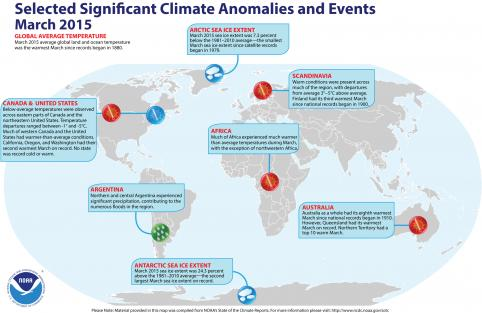 Selected Significant Climate Anomalies and Events
March 2015
GLOBAL AVERAGE TEMPERATURE
March 2015 average global land and ocean temperature
was the warmest March since records began in 1880.
ARCTIC SEA ICE EXTENT
March 2015 sea ice extent was 7.3 percent
below the 1981–2010 average—the smallest
March sea ice extent since satellite records
began in 1979.
SCANDINAVIA
Warm conditions were present across
much of the region, with departures
from average 3°–5°C above average.
Finland had its third warmest March
since national records began in 1900.
CANADA & UNITED STATES
Below-average temperatures were observed
across eastern parts of Canada and the
northeastern United States. Temperature
departures ranged between -1° and -5°C.
Much of western Canada and the United
States had warmer-than-average conditions.
California, Oregon, and Washington had their
second warmest March on record. No state
was record cold or warm.
AFRICA
Much of Africa experienced much warmer
than average temperatures during March,
with the exception of northwestern Africa.
ARGENTINA
Northern and central Argentina experienced
significant precipitation, contributing to the
numerous floods in the region.
AUSTRALIA
Australia as a whole had its eighth warmest
March since national records began in 1910.
However, Queensland had its warmest
March on record. Northern Territory had a
top 10 warm March.
ANTARCTIC SEA ICE EXTENT
March 2015 sea ice extent was 24.3 percent
above the 1981–2010 average—the second
largest March sea ice extent on record.
NOAA
Please Note: Material provided in this map was compiled from NOAA's State of the Climate Reports. For more information please visit: http://www.ncdc.noaa.gov/sotc